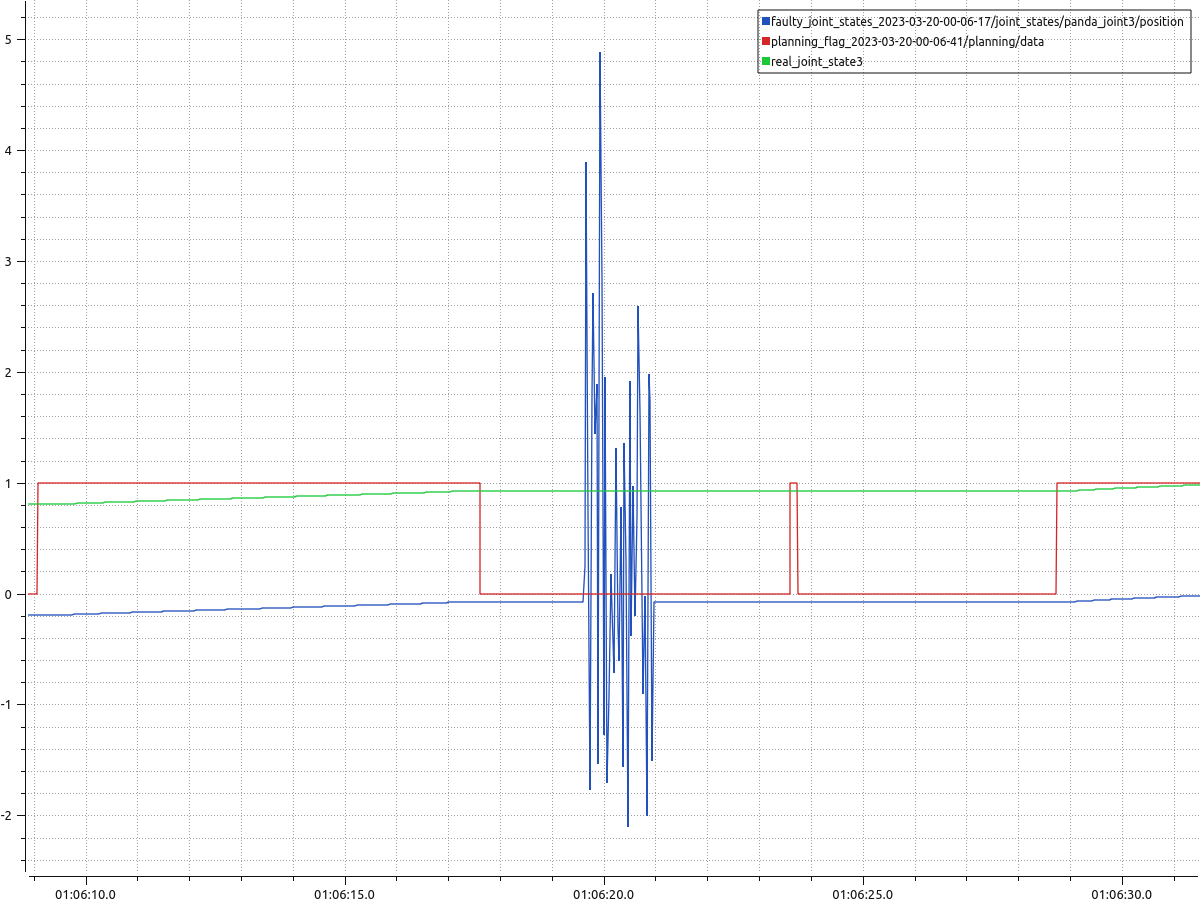 faulty_joint_states_2023-03-20-00-06-17/joint_states/panda_joint3/position
planning_flag_2023-03-20-00-06-41/planning/data
real_joint_state3
5
4
3
2
1
0
-1
-2
01:06:10.0 01:06:15.0 01:06:20.0 01:06:25.0 01:06:30.0